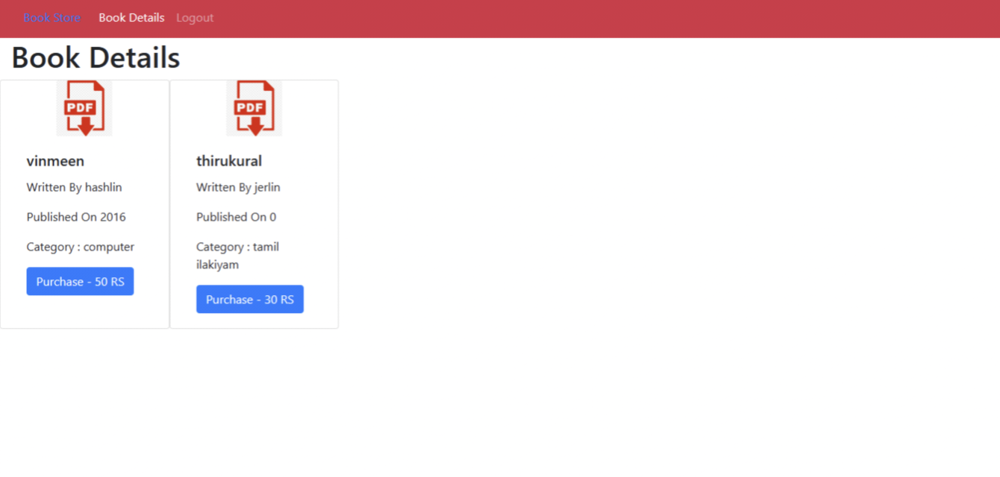 Book Store Book Details Logout
Book Details
PDF
vinmeen
Written By hashlin
Published On 2016
Category : computer
Purchase - 50 RS
PDF
thirukural
Written By jerlin
Published On 0
Category : tamil
ilakiyam
Purchase - 30 RS